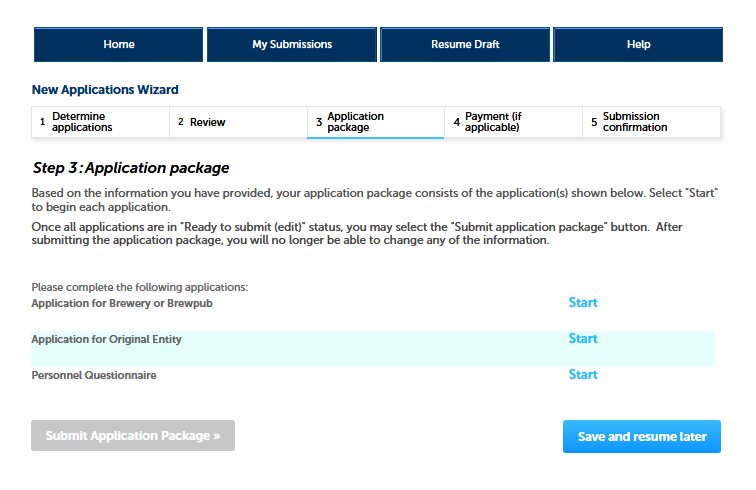 Home
My Submissions
Resume Draft
Help
New Applications Wizard
1 Determine applications
2 Review
3 Application package
4 Payment (if applicable)
5 Submission confirmation
Step 3:Application package
Based on the information you have provided, your application package consists of the application(s) shown below. Select "Start"
to begin each application.
Once all applications are in "Ready to submit (edit)" status, you may select the "Submit application package" button.  After
submitting the application package, you will no longer be able to change any of the information.
Please complete the following applications:
Application for Brewery or Brewpub Start
Application for Original Entity Start
Personnel Questionnaire Start
Submit Application Package »
Save and resume later